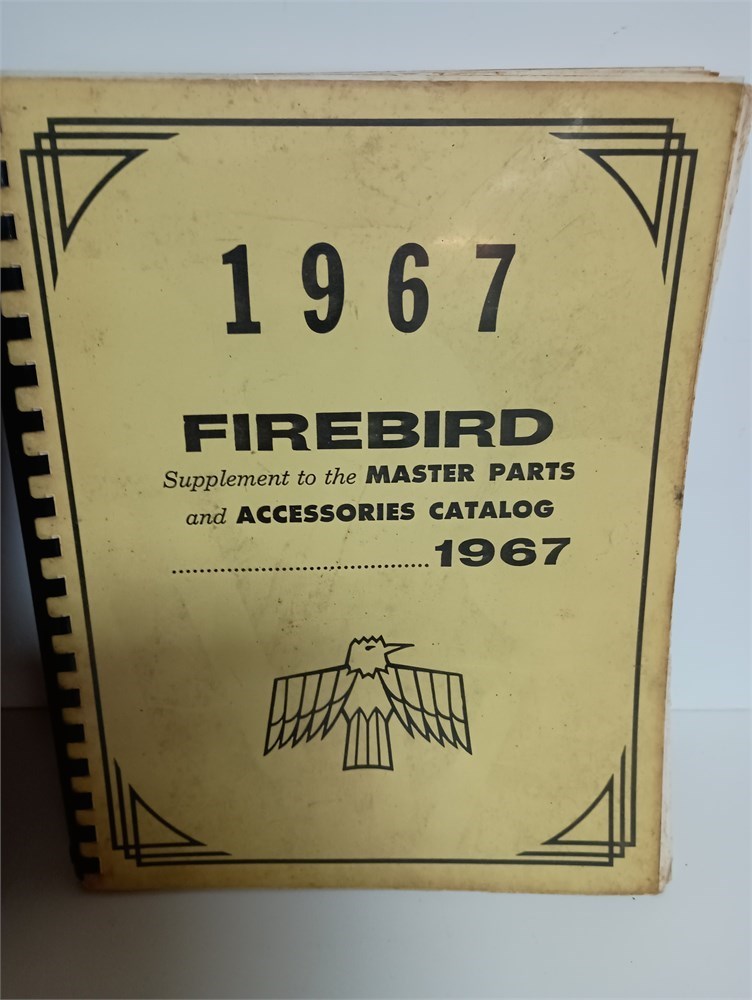 1967
FIREBIRD
Supplement to the MASTER PARTS
and ACCESSORIES CATALOG
....................................1967